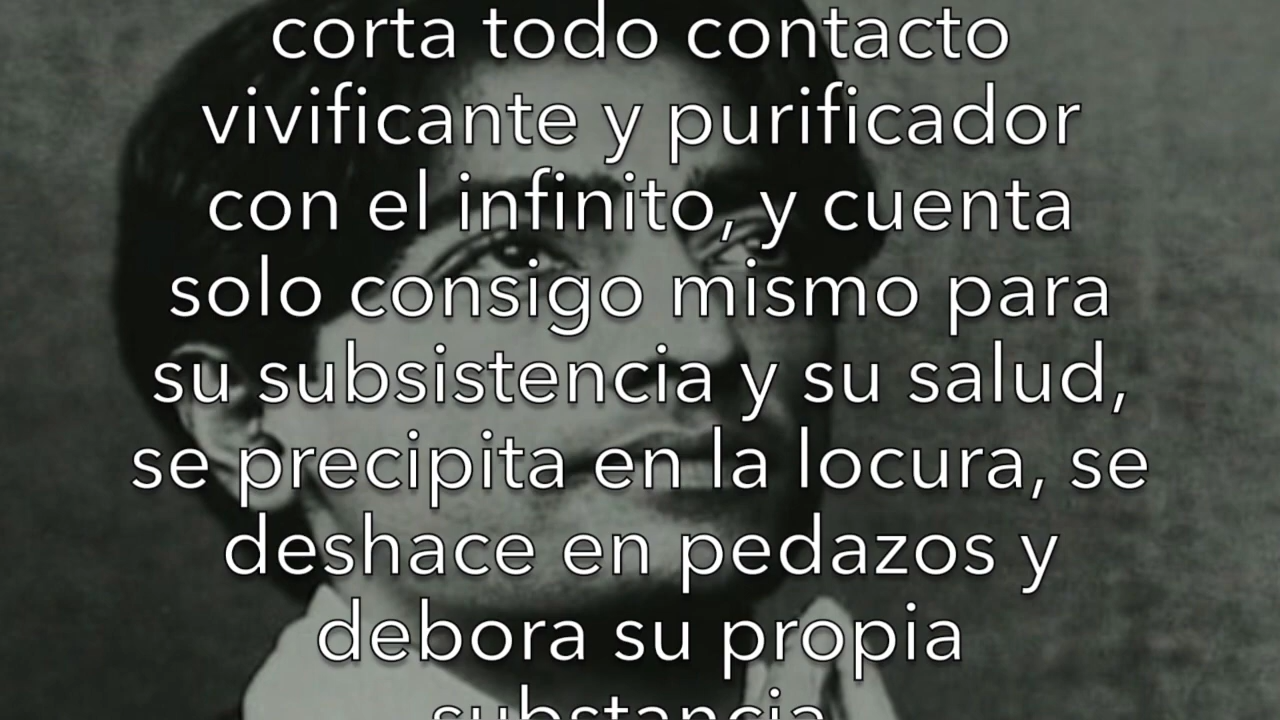 corta todo contacto
vivificante y purificador
con el infinito, y cuenta
solo consigo mismo para
su subsistencia y su salud,
se precipita en la locura, se
deshace en pedazos y
debora su propia
substancia